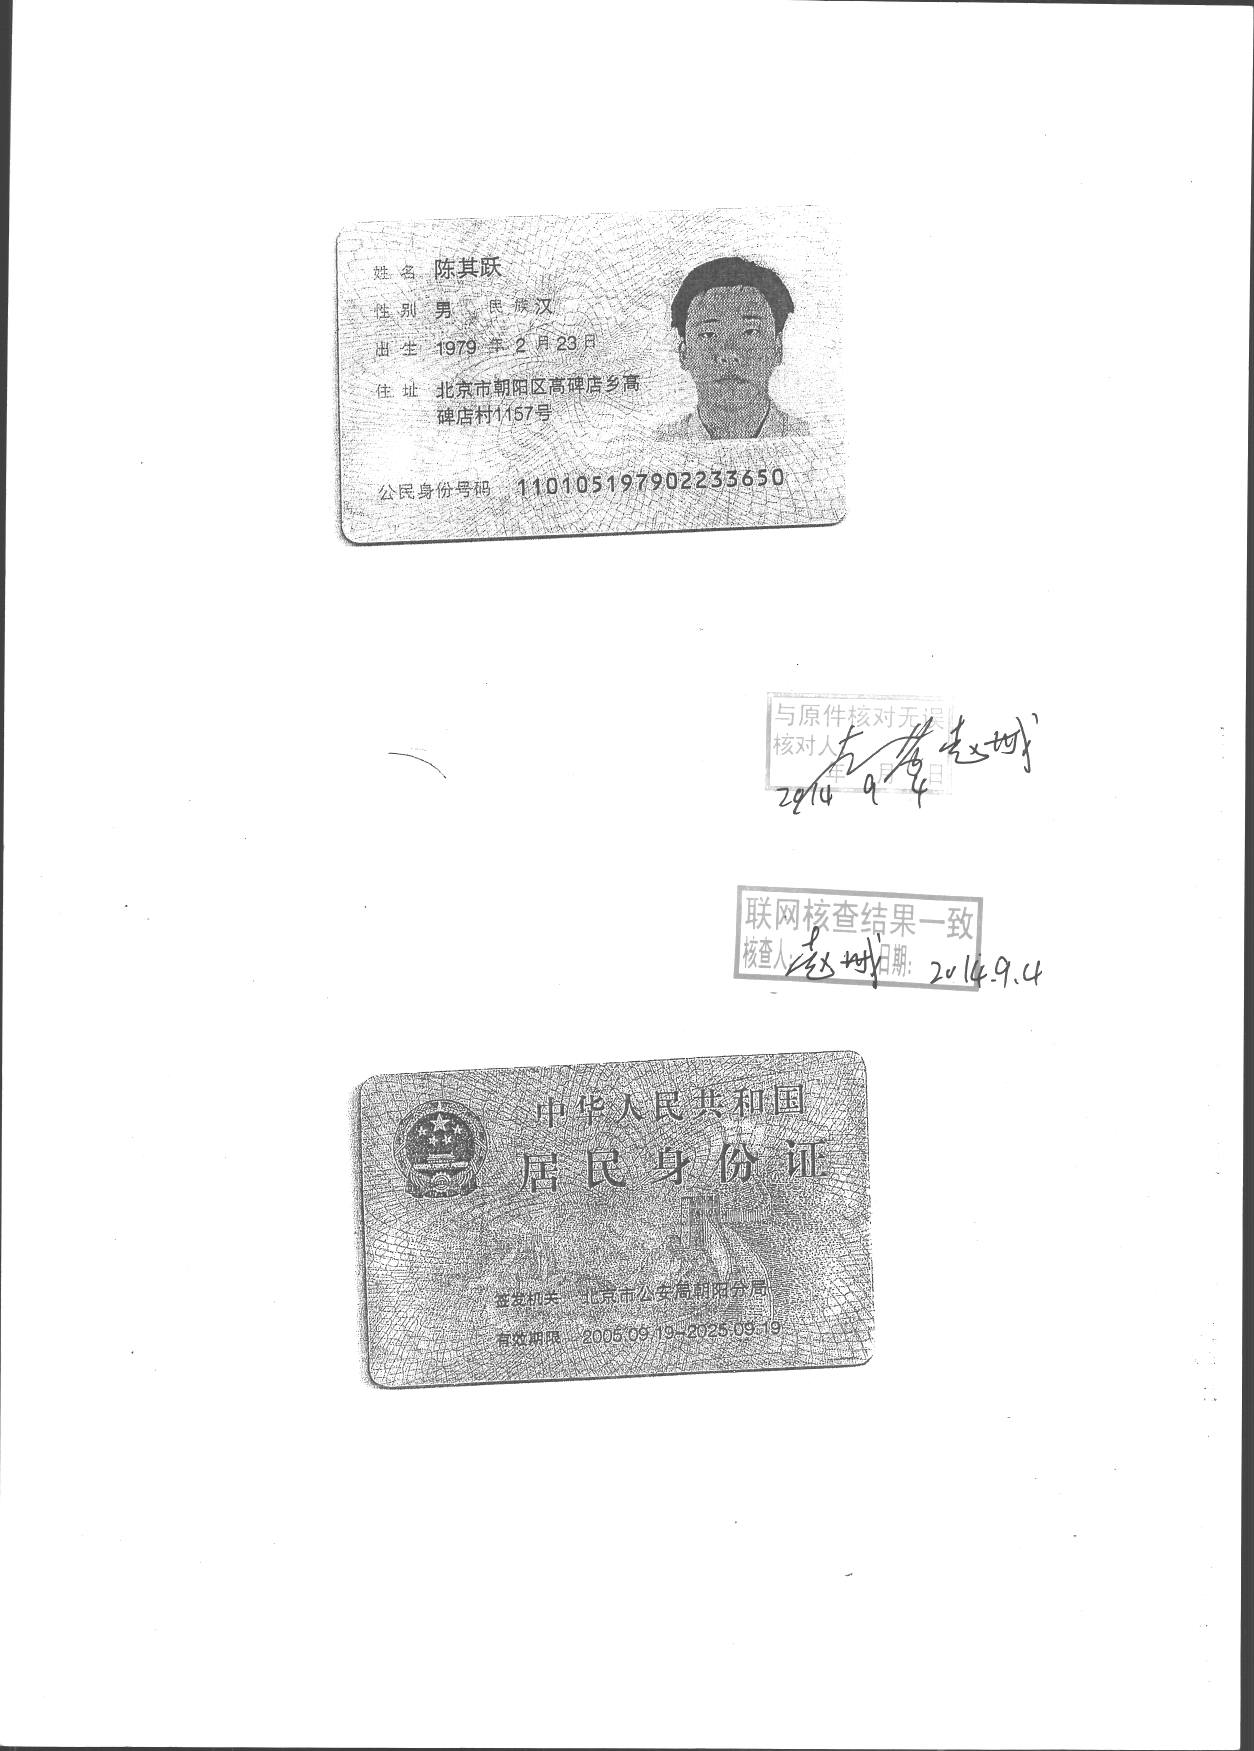 姓名 陈其跃
性别 男 民族 汉
出生 1979 年 2 月 23 日
住址 北京市朝阳区高碑店乡高
碑店村1157号
公民身份号码 110105197902233650
与原件核对无误
核对人
赵城
年 月 日
2014 9 4
联网核查结果一致
核查人: 赵城 日期: 2014.9.4
中华人民共和国
居民身份证
签发机关 北京市公安局朝阳分局
有效期限 2005.09.19-2025.09.19